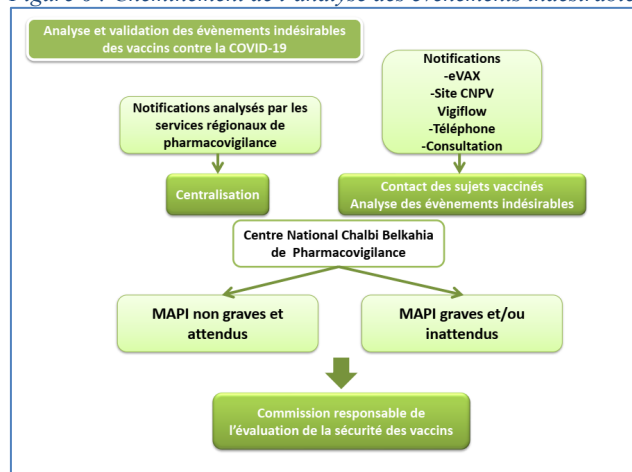 Analyse et validation des évènements indésirables
des vaccins contre la COVID-19
Notifications
-eVAX
-Site CNPV
Vigiflow
-Téléphone
-Consultation
Notifications analysés par les
services régionaux de
pharmacovigilance
Centralisation
Contact des sujets vaccinés
Analyse des évènements indésirables
Centre National Chalbi Belkahia
de Pharmacovigilance
MAPI non graves et
attendus
MAPI graves et/ou
inattendus
Commission responsable de
l'évaluation de la sécurité des vaccins